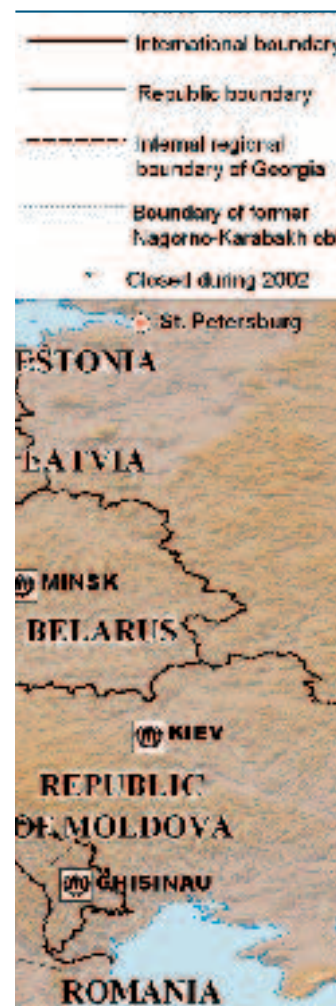 International boundary
Republic boundary
Internal regional
boundary of Georgia
Boundary of former
Nagorno-Karabakh ob
Closed during 2002
St. Petersburg
ESTONIA
LATVIA
MINSK
BELARUS
KIEV
REPUBLIC
OF MOLDOVA
CHISINAU
ROMANIA